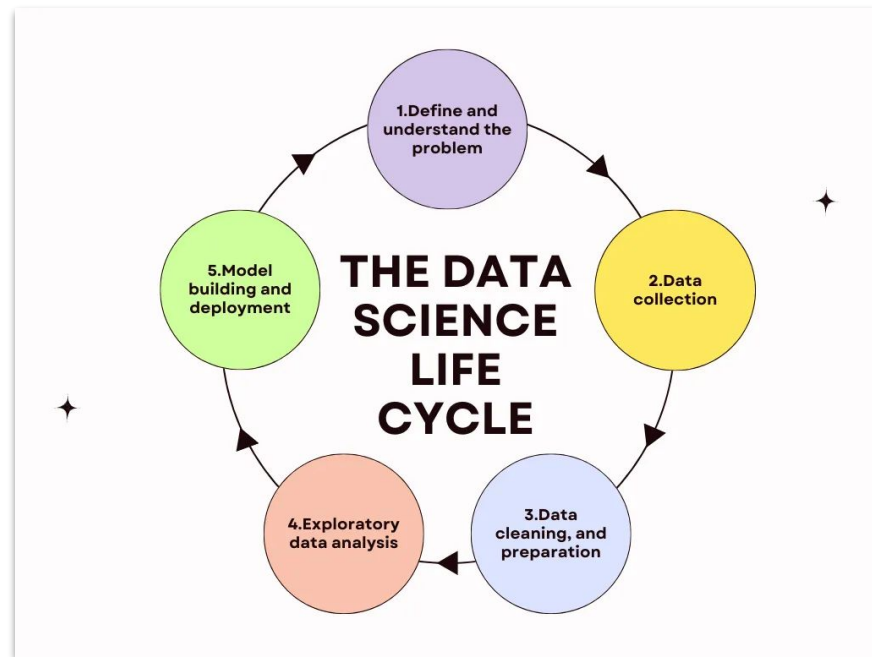 1.Define and
understand the
problem
2.Data
collection
3.Data
cleaning, and
preparation
4.Exploratory
data analysis
5.Model
building and
deployment
THE DATA
SCIENCE
LIFE
CYCLE